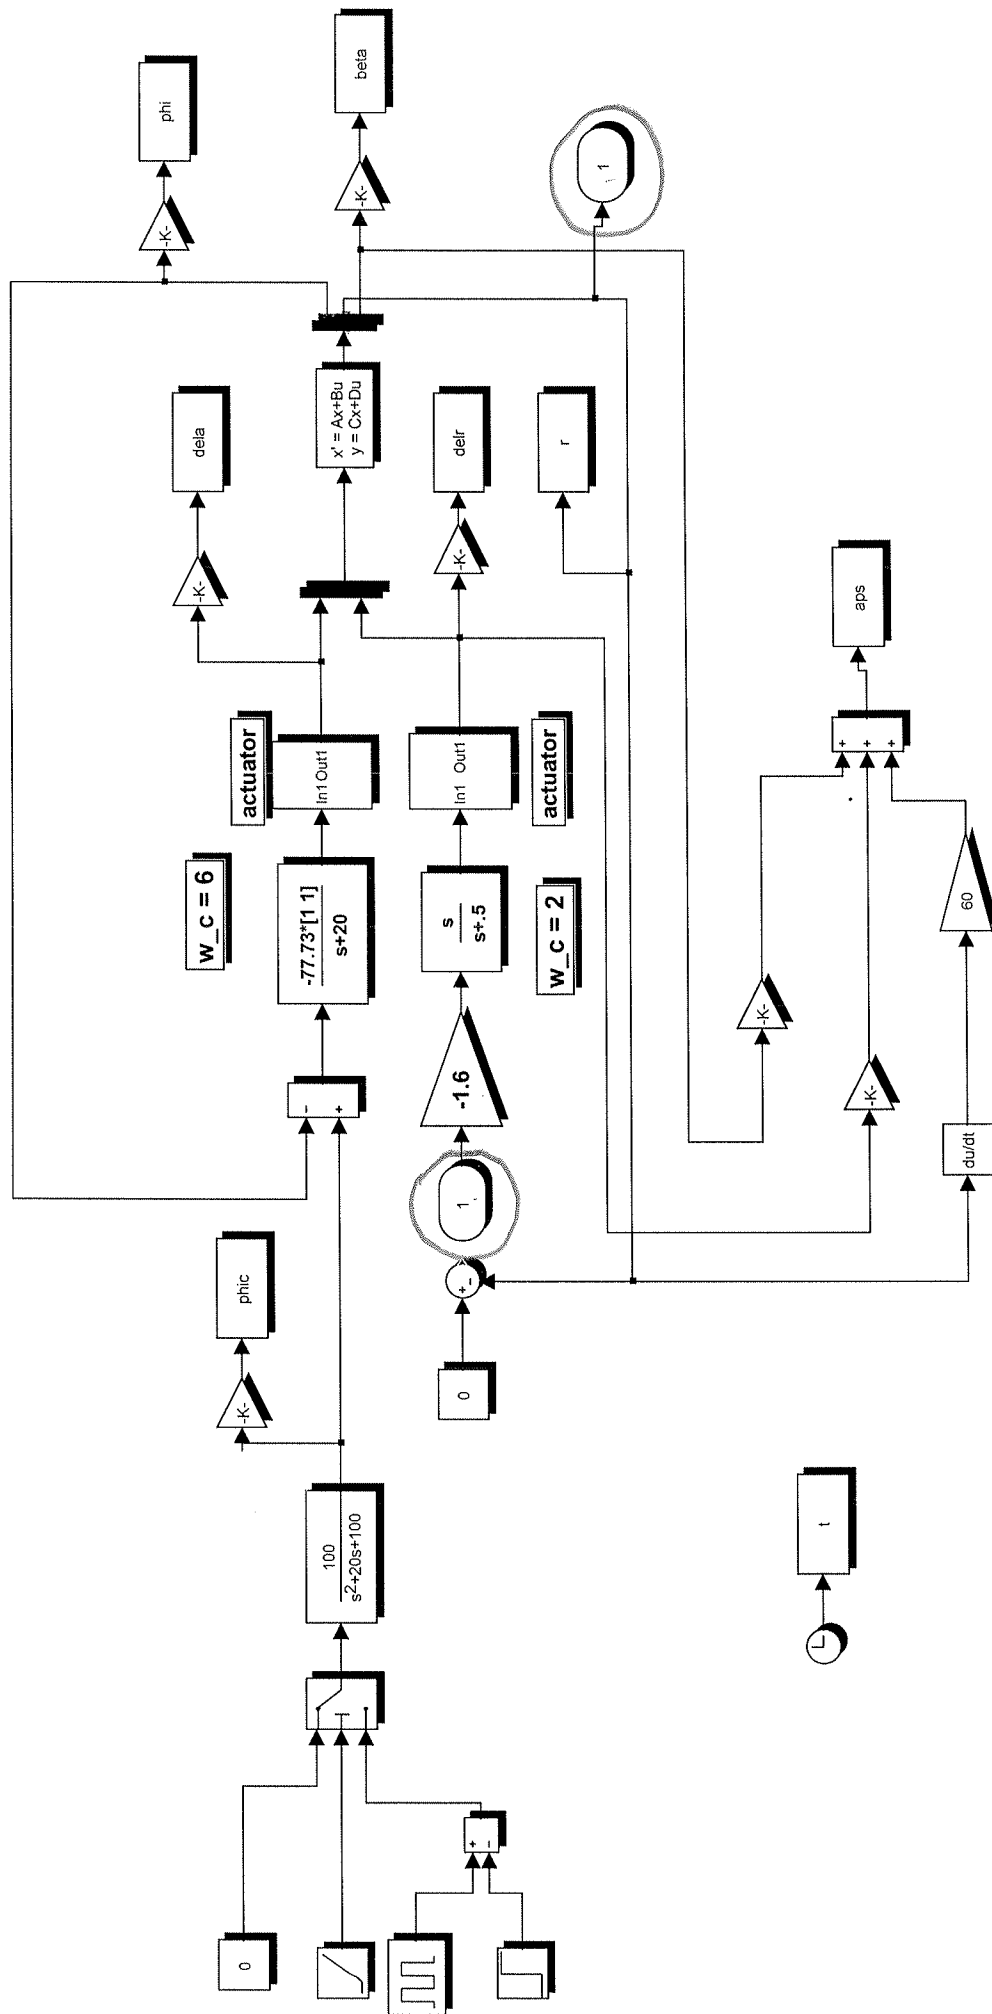 0
+
-
100
s2+20s+100
-K-
phic
0
+
-
1
-
+
-1.6
-77.73*[1 1]
s+20
w_c = 6
s
s+.5
w_c = 2
In1 Out1
actuator
In1 Out1
actuator
-K-
dela
x' = Ax+Bu
y = Cx+Du
-K-
delr
r
-K-
phi
-K-
beta
1
t
du/dt
-K-
-K-
60
+
+
+
aps